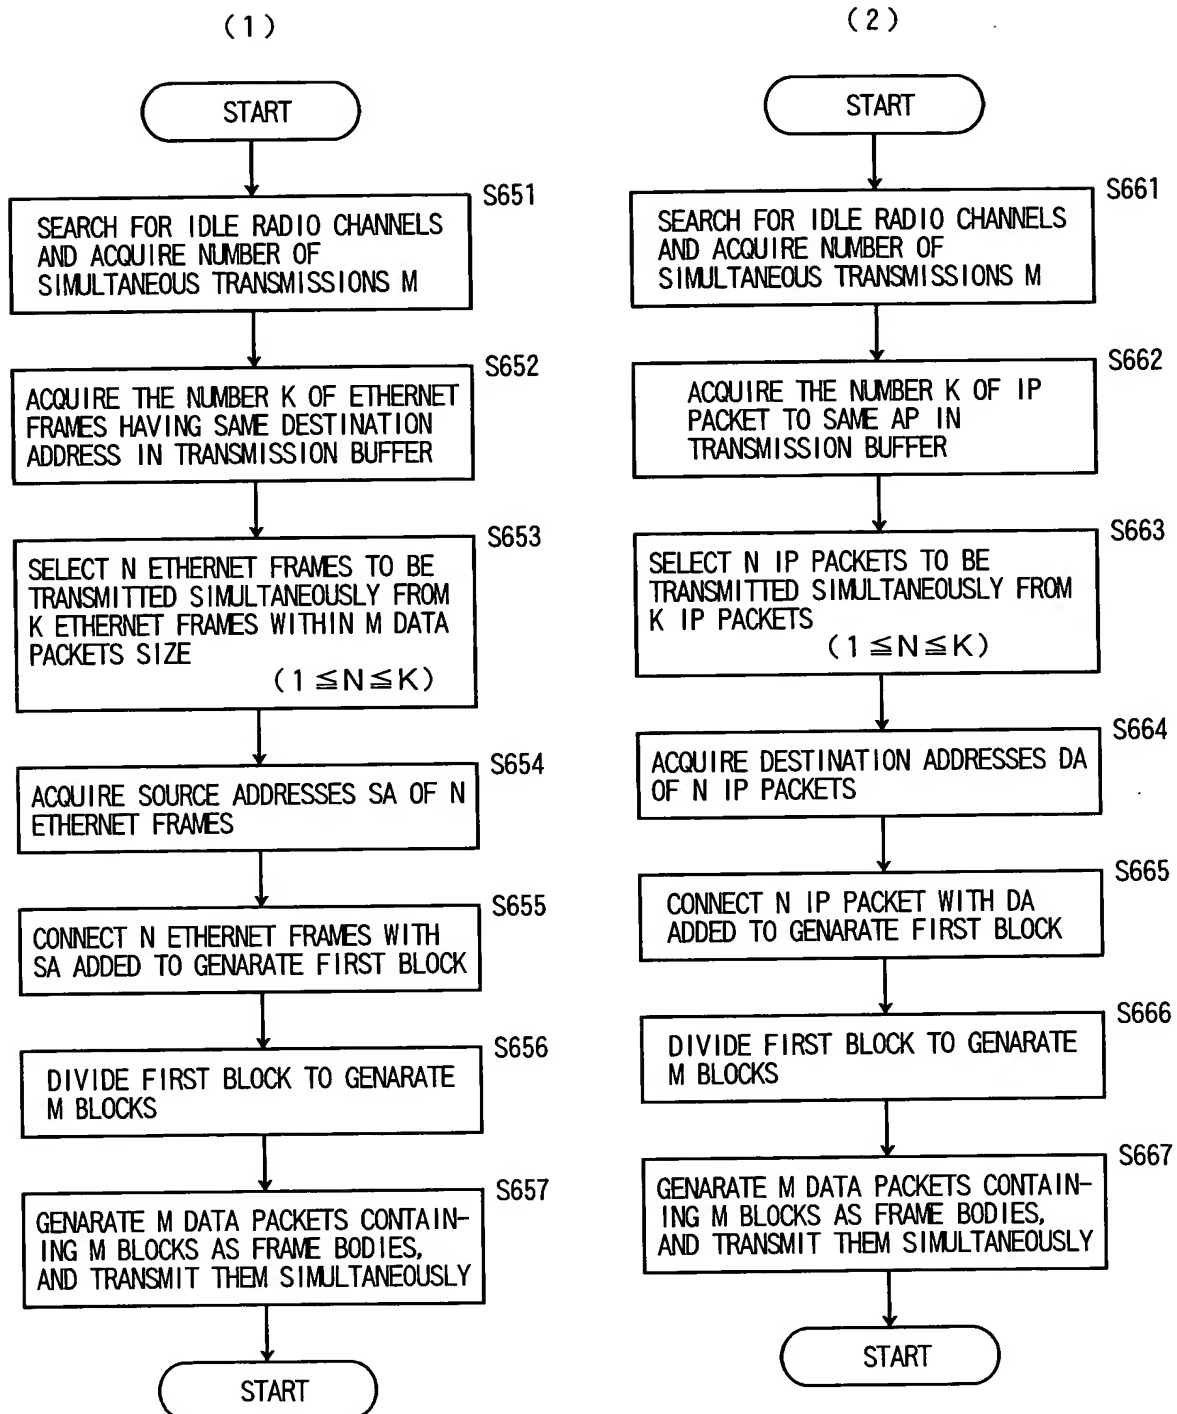 (1)
START
S651
SEARCH FOR IDLE RADIO CHANNELS
AND ACQUIRE NUMBER OF
SIMULTANEOUS TRANSMISSIONS M
S652
ACQUIRE THE NUMBER K OF ETHERNET
FRAMES HAVING SAME DESTINATION
ADDRESS IN TRANSMISSION BUFFER
S653
SELECT N ETHERNET FRAMES TO BE
TRANSMITTED SIMULTANEOUSLY FROM
K ETHERNET FRAMES WITHIN M DATA
PACKETS SIZE
(1≦N≦K)
S654
ACQUIRE SOURCE ADDRESSES SA OF N
ETHERNET FRAMES
S655
CONNECT N ETHERNET FRAMES WITH
SA ADDED TO GENARATE FIRST BLOCK
S656
DIVIDE FIRST BLOCK TO GENARATE
M BLOCKS
S657
GENARATE M DATA PACKETS CONTAIN-
ING M BLOCKS AS FRAME BODIES,
AND TRANSMIT THEM SIMULTANEOUSLY
START
(2)
START
S661
SEARCH FOR IDLE RADIO CHANNELS
AND ACQUIRE NUMBER OF
SIMULTANEOUS TRANSMISSIONS M
S662
ACQUIRE THE NUMBER K OF IP
PACKET TO SAME AP IN
TRANSMISSION BUFFER
S663
SELECT N IP PACKETS TO BE
TRANSMITTED SIMULTANEOUSLY FROM
K IP PACKETS
(1≦N≦K)
S664
ACQUIRE DESTINATION ADDRESSES DA
OF N IP PACKETS
S665
CONNECT N IP PACKET WITH DA
ADDED TO GENARATE FIRST BLOCK
S666
DIVIDE FIRST BLOCK TO GENARATE
M BLOCKS
S667
GENARATE M DATA PACKETS CONTAIN-
ING M BLOCKS AS FRAME BODIES,
AND TRANSMIT THEM SIMULTANEOUSLY
START